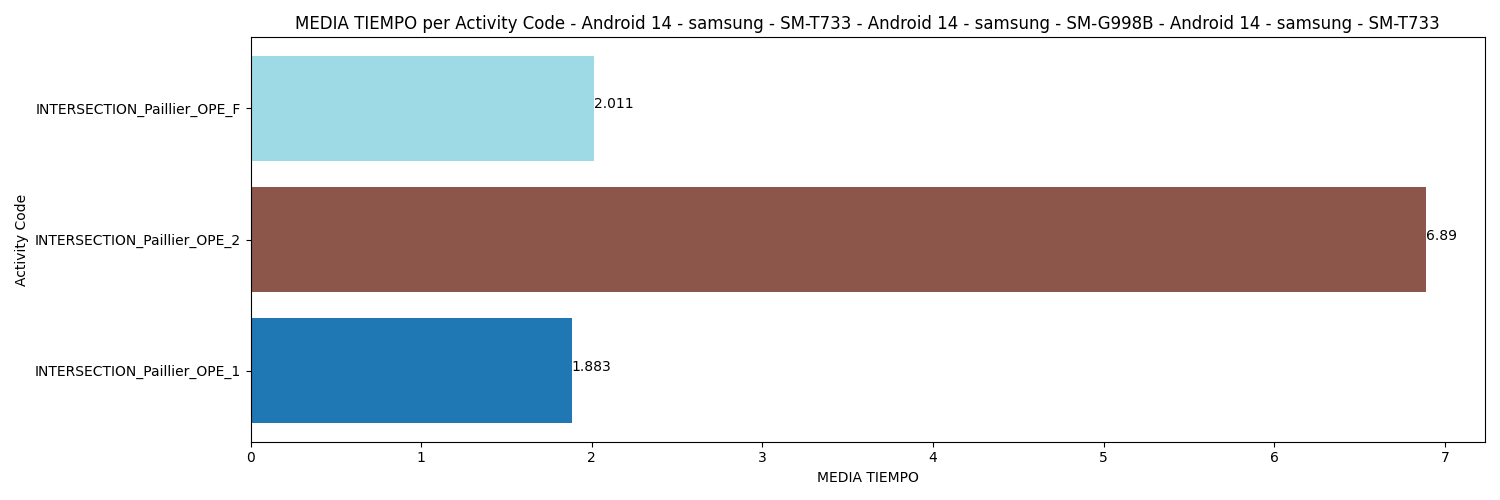 MEDIA TIEMPO per Activity Code - Android 14 - samsung - SM-T733 - Android 14 - samsung - SM-G998B - Android 14 - samsung - SM-T733
INTERSECTION_Paillier_OPE_F
2.011
INTERSECTION_Paillier_OPE_2
6.89
INTERSECTION_Paillier_OPE_1
1.883
Activity Code
0 1 2 3 4 5 6 7
MEDIA TIEMPO